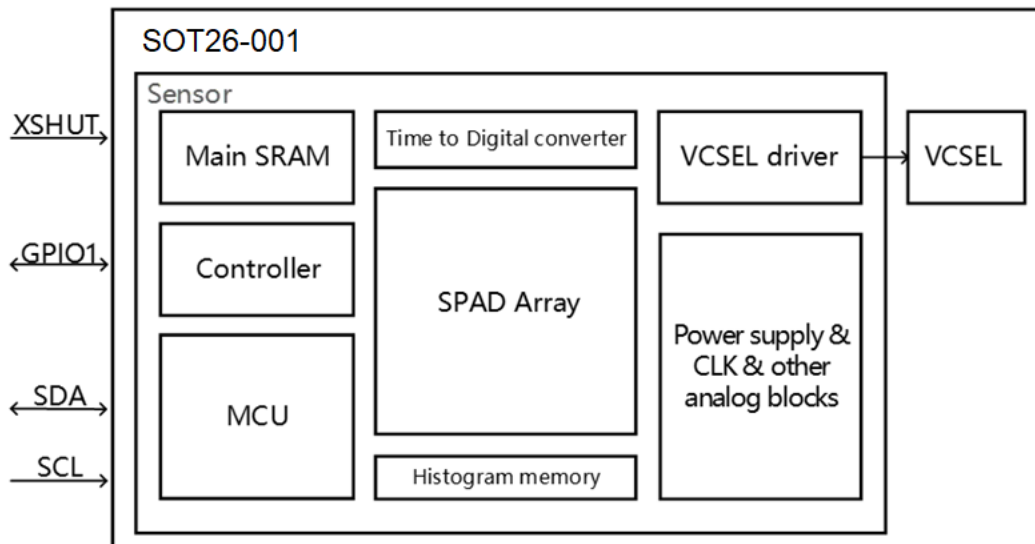 SOT26-001
Sensor
XSHUT
Main SRAM
Time to Digital converter
VCSEL driver
VCSEL
GPIO1
Controller
SPAD Array
Power supply &
CLK & other
analog blocks
SDA
MCU
SCL
Histogram memory